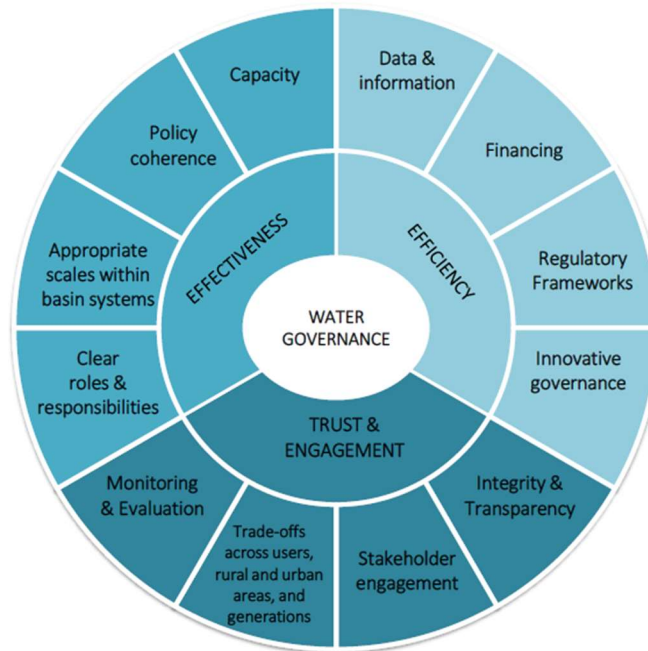 Capacity
Data &
information
Policy
coherence
Financing
EFFECTIVENESS
EFFICIENCY
Appropriate
scales within
basin systems
Regulatory
Frameworks
WATER
GOVERNANCE
Clear
roles &
responsibilities
Innovative
governance
TRUST &
ENGAGEMENT
Monitoring
& Evaluation
Integrity &
Transparency
Trade-offs
across users,
rural and urban
areas, and
generations
Stakeholder
engagement